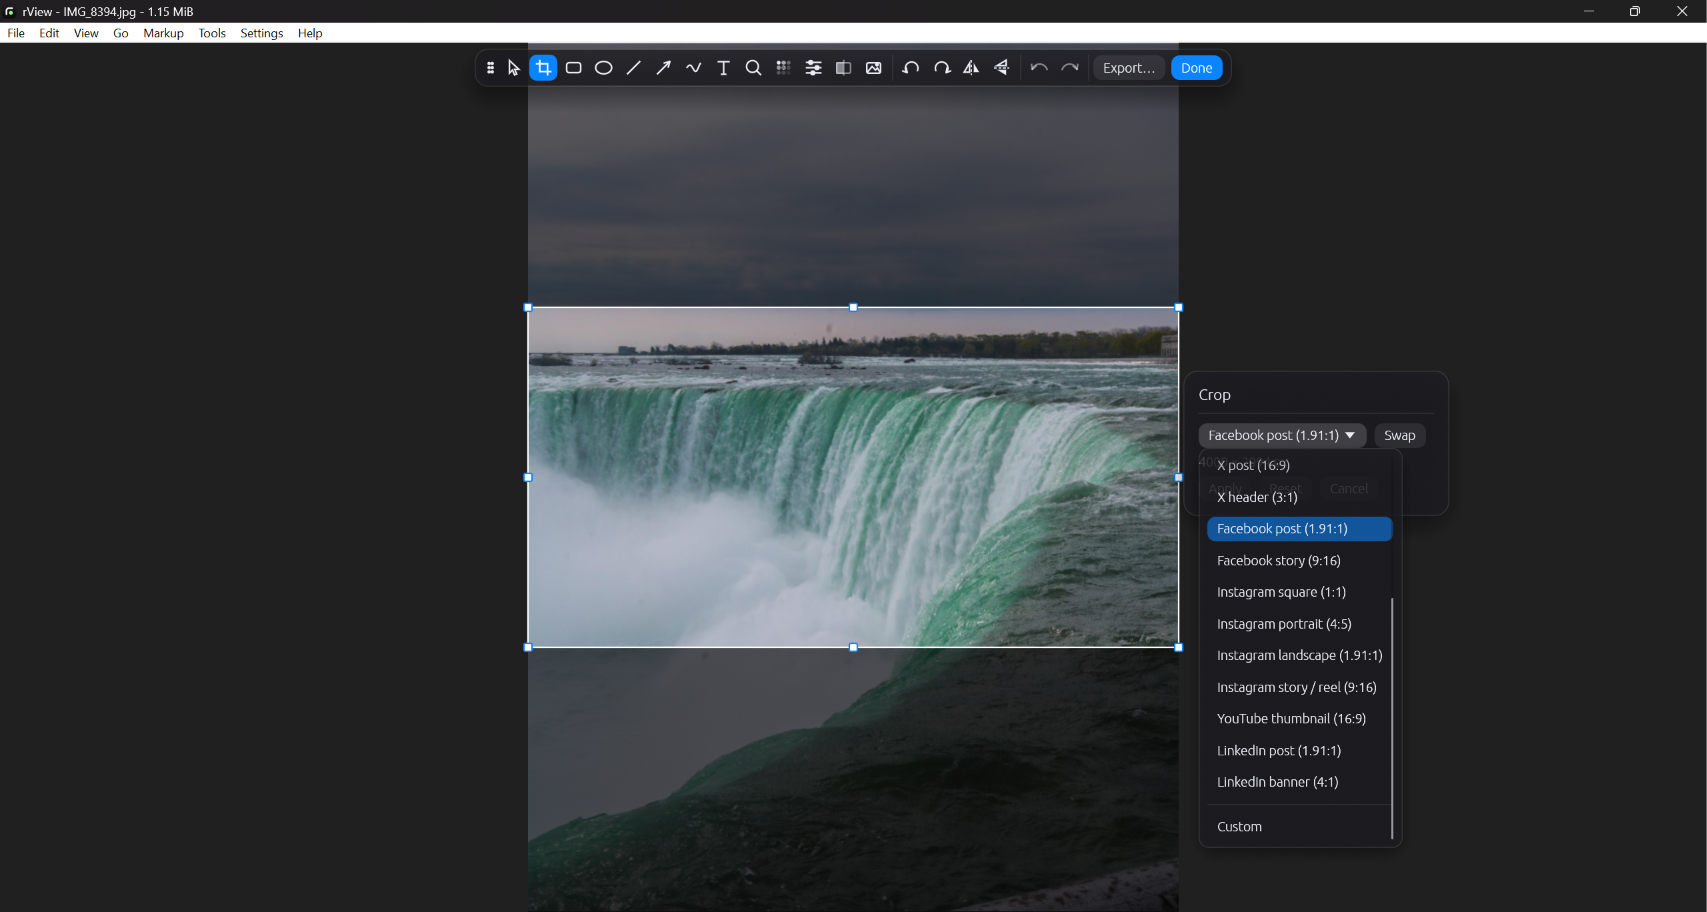 rView - IMG_8394.jpg - 1.15 MiB
File Edit View Go Markup Tools Settings Help
Export... Done
Crop
Facebook post (1.91:1) Swap
Apply Reset Cancel
X post (16:9)
X header (3:1)
Facebook post (1.91:1)
Facebook story (9:16)
Instagram square (1:1)
Instagram portrait (4:5)
Instagram landscape (1.91:1)
Instagram story / reel (9:16)
YouTube thumbnail (16:9)
LinkedIn post (1.91:1)
LinkedIn banner (4:1)
Custom